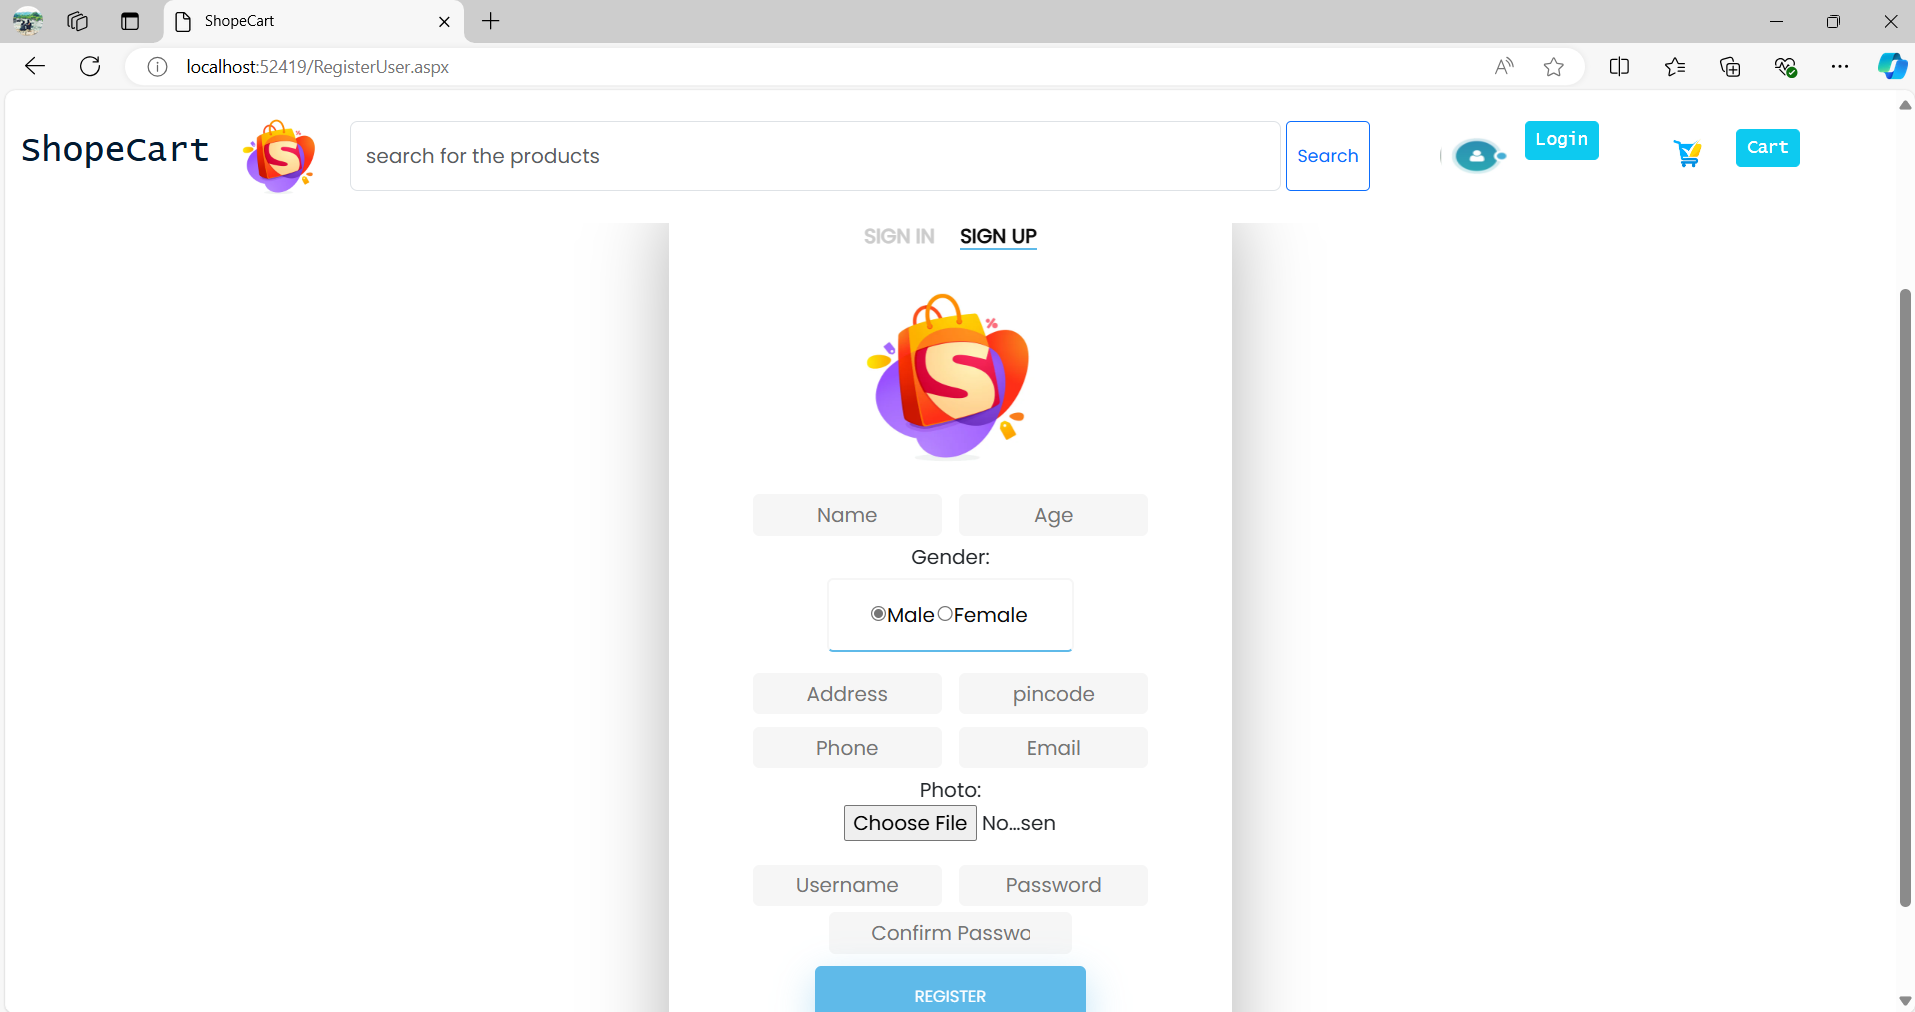 ShopeCart
localhost:52419/RegisterUser.aspx
ShopeCart
S
search for the products
Search
Login
Cart
SIGN IN SIGN UP
S
Name Age
Gender:
Male Female
Address pincode
Phone Email
Photo:
Choose File No...sen
Username Password
Confirm Passwo
REGISTER